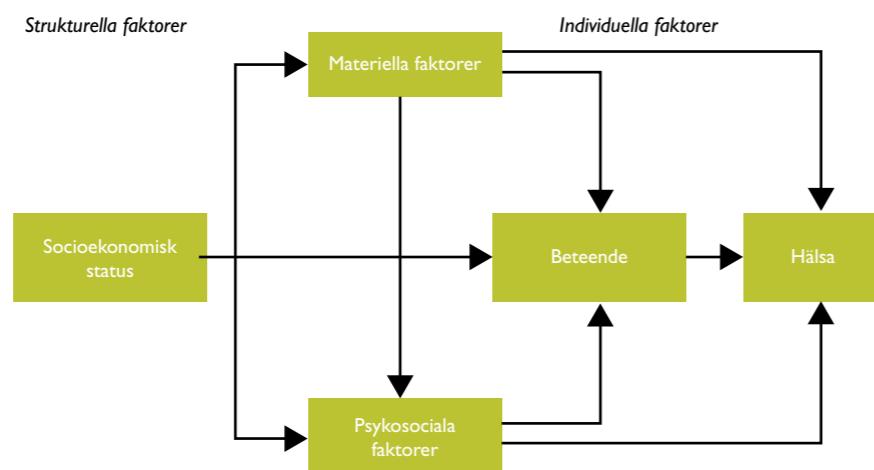 Strukturella faktorer
Individuella faktorer
Materiella faktorer
Socioekonomisk
status
Beteende
Hälsa
Psykosociala
faktorer